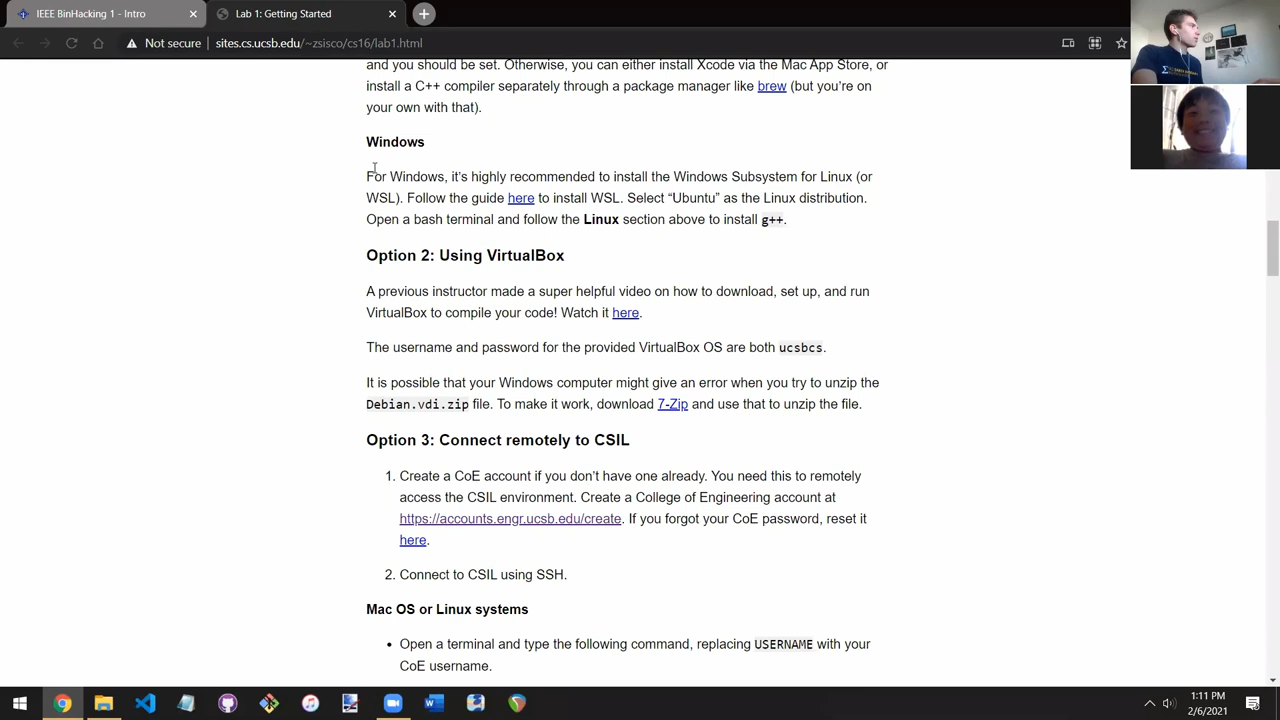 IEEE BinHacking 1 - Intro
Lab 1: Getting Started
Not secure
sites.cs.ucsb.edu/~zsisco/cs16/lab1.html
and you should be set. Otherwise, you can either install Xcode via the Mac App Store, or
install a C++ compiler separately through a package manager like brew (but you're on
your own with that).
Windows
For Windows, it's highly recommended to install the Windows Subsystem for Linux (or
WSL). Follow the guide here to install WSL. Select “Ubuntu” as the Linux distribution.
Open a bash terminal and follow the Linux section above to install g++.
Option 2: Using VirtualBox
A previous instructor made a super helpful video on how to download, set up, and run
VirtualBox to compile your code! Watch it here.
The username and password for the provided VirtualBox OS are both ucsbcs.
It is possible that your Windows computer might give an error when you try to unzip the
Debian.vdi.zip file. To make it work, download 7-Zip and use that to unzip the file.
Option 3: Connect remotely to CSIL
1. Create a CoE account if you don't have one already. You need this to remotely
access the CSIL environment. Create a College of Engineering account at
https://accounts.engr.ucsb.edu/create. If you forgot your CoE password, reset it
here.
2. Connect to CSIL using SSH.
Mac OS or Linux systems
• Open a terminal and type the following command, replacing USERNAME with your
CoE username.
1:11 PM
2/6/2021